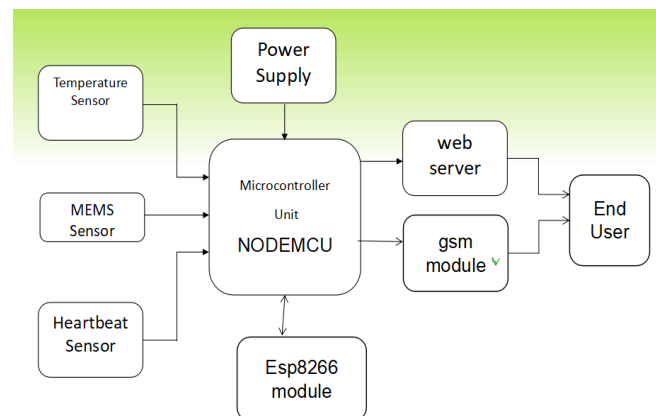 Power
Supply
Temperature
Sensor
web
server
Microcontroller
Unit
NODEMCU
MEMS
Sensor
End
User
gsm
module
Heartbeat
Sensor
Esp8266
module